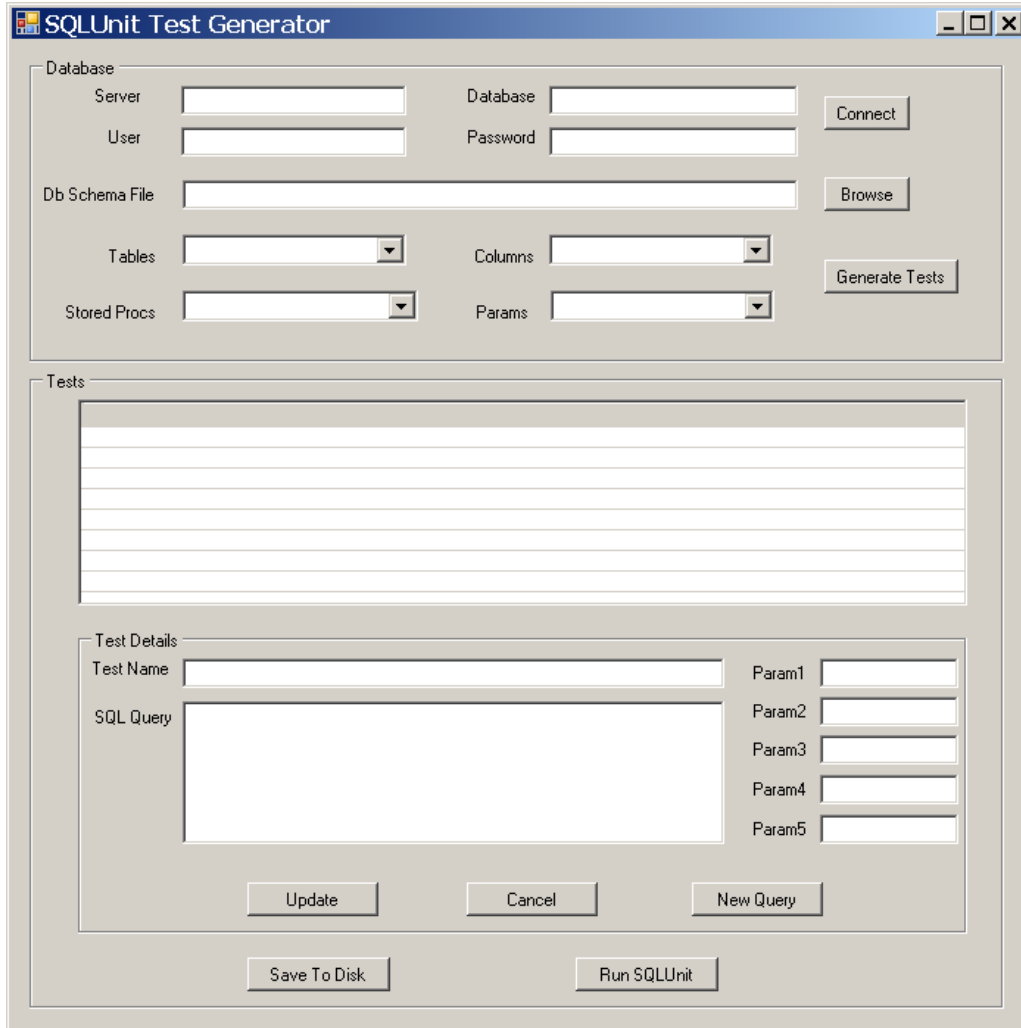 SQLUnit Test Generator
Database
Server
Database
Connect
User
Password
Db Schema File
Browse
Tables
Columns
Generate Tests
Stored Procs
Params
Tests
Test Details
Test Name
Param1
SQL Query
Param2
Param3
Param4
Param5
Update
Cancel
New Query
Save To Disk
Run SQLUnit